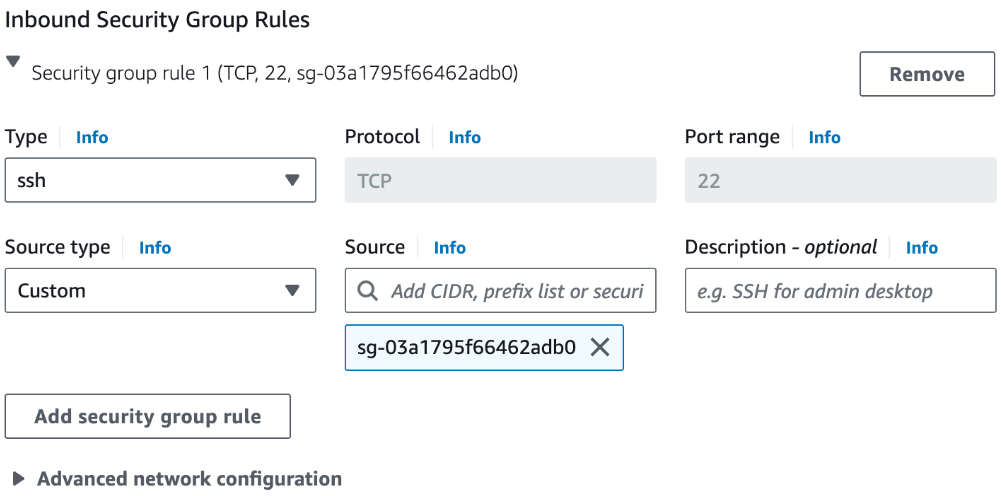 Inbound Security Group Rules
Security group rule 1 (TCP, 22, sg-03a1795f66462adb0)
Remove
Type Info
Protocol Info
Port range Info
ssh
TCP
22
Source type Info
Source Info
Description - optional Info
Custom
Add CIDR, prefix list or securi
e.g. SSH for admin desktop
sg-03a1795f66462adb0
Add security group rule
Advanced network configuration